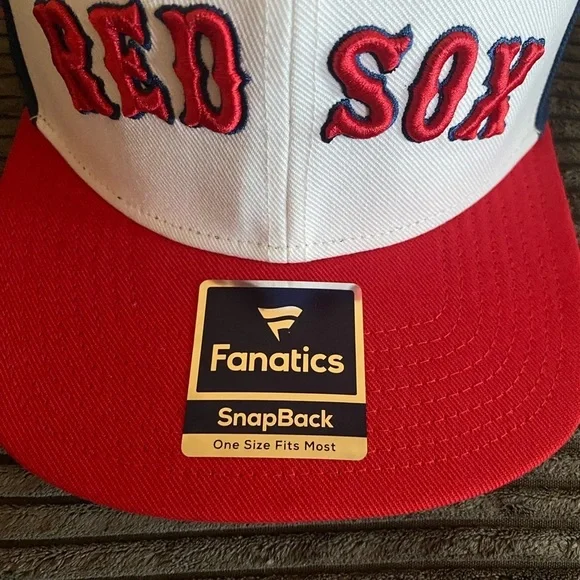 RED SOX
Fanatics
SnapBack
One Size Fits Most